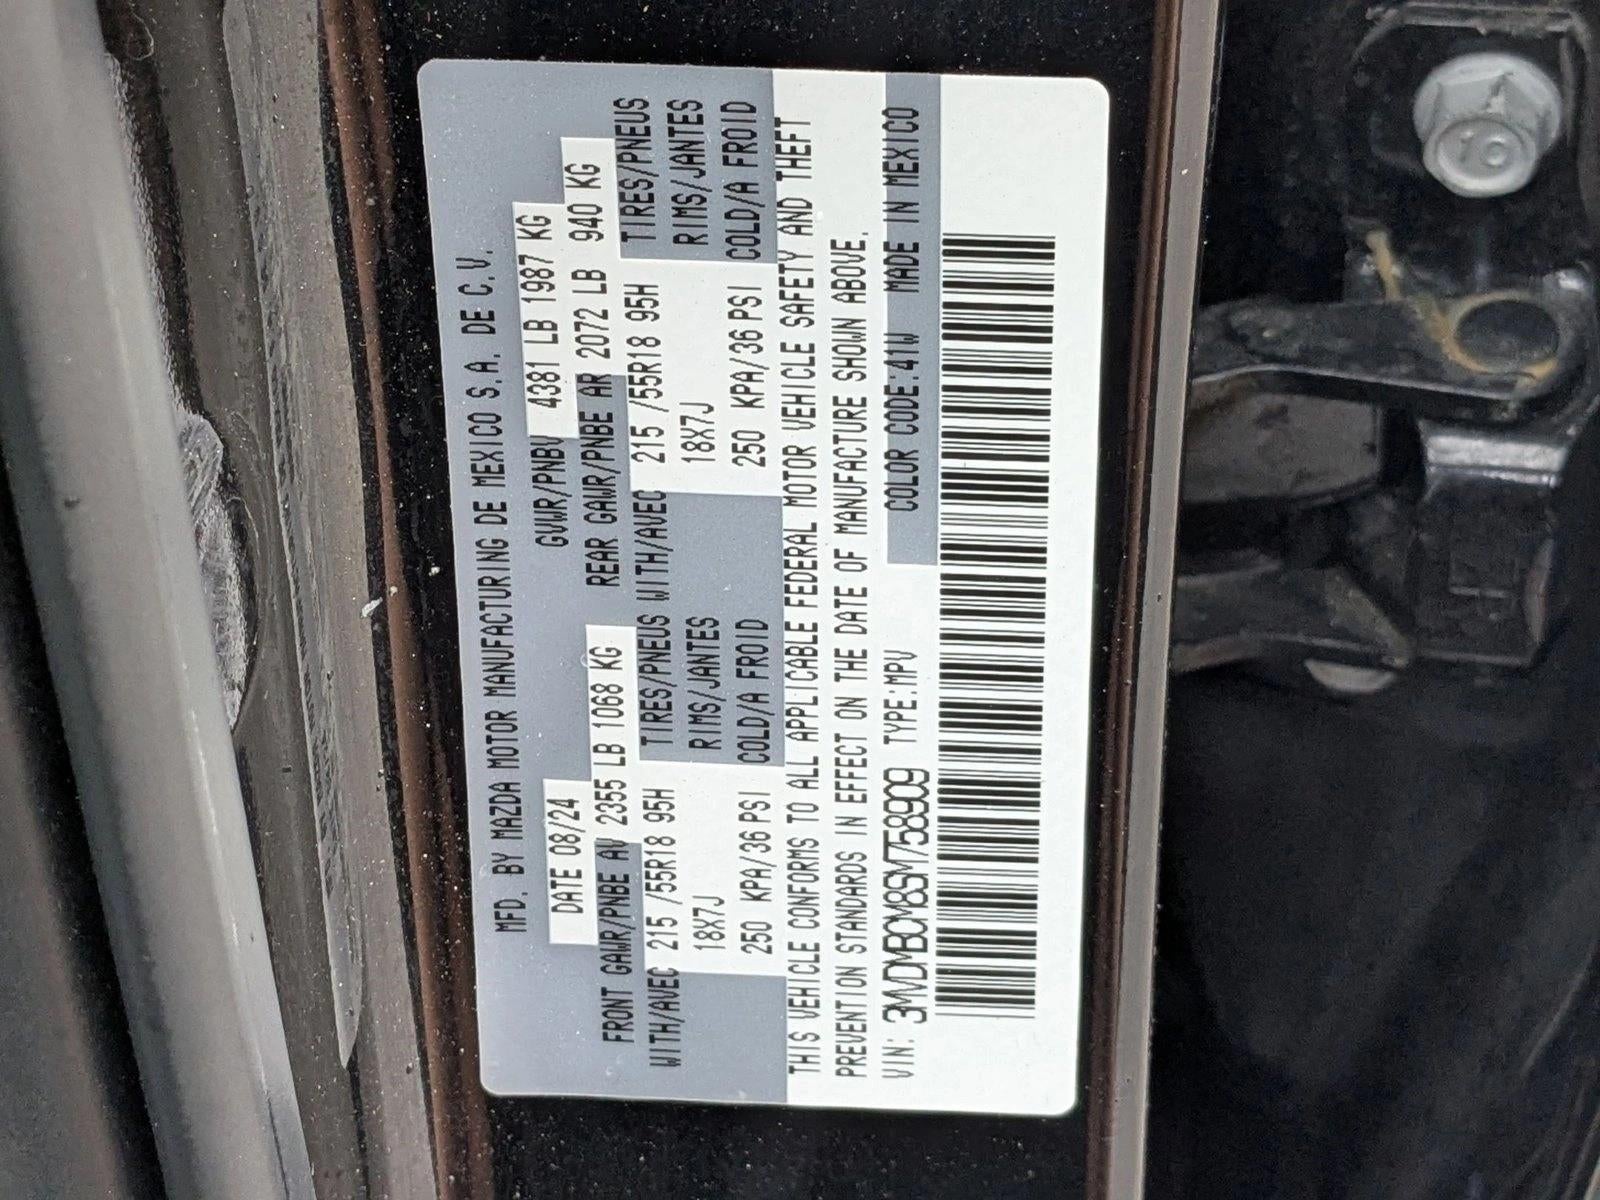 MFD. BY MAZDA MOTOR MANUFACTURING DE MEXICO S.A. DE C.V.
DATE 08/24 GVWR/PNBV 4381 LB 1987 KG
FRONT GAWR/PNBE AV 2355 LB 1068 KG REAR GAWR/PNBE AR 2072 LB 940 KG
WITH/AVEC 215 /55R18 95H TIRES/PNEUS WITH/AVEC 215 /55R18 95H TIRES/PNEUS
18X7J RIMS/JANTES 18X7J RIMS/JANTES
250 KPA/36 PSI COLD/A FROID 250 KPA/36 PSI COLD/A FROID
THIS VEHICLE CONFORMS TO ALL APPLICABLE FEDERAL MOTOR VEHICLE SAFETY AND THEFT
PREVENTION STANDARDS IN EFFECT ON THE DATE OF MANUFACTURE SHOWN ABOVE.
VIN: 3MVDMBCM8SM758909 TYPE:MPV COLOR CODE:41W MADE IN MEXICO
10